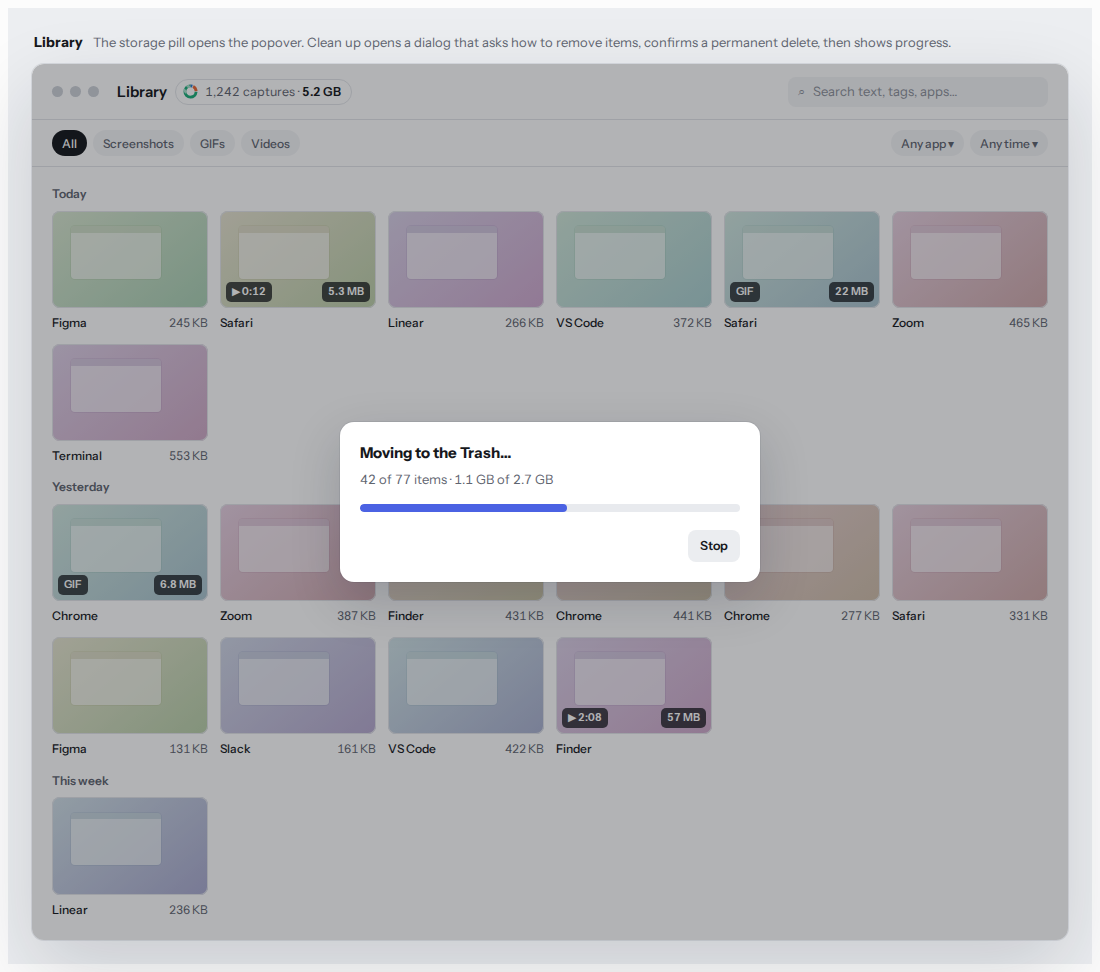 Library The storage pill opens the popover. Clean up opens a dialog that asks how to remove items, confirms a permanent delete, then shows progress.
Library 1,242 captures · 5.2 GB Search text, tags, apps...
All Screenshots GIFs Videos Any app ▾ Any time ▾
Today
▶ 0:12 5.3 MB GIF 22 MB
Figma 245 KB Safari Linear 266 KB VS Code 372 KB Safari Zoom 465 KB
Terminal 553 KB
Moving to the Trash...
42 of 77 items · 1.1 GB of 2.7 GB
Stop
Yesterday
GIF 6.8 MB
Chrome Zoom 387 KB Finder 431 KB Chrome 441 KB Chrome 277 KB Safari 331 KB
▶ 2:08 57 MB
Figma 131 KB Slack 161 KB VS Code 422 KB Finder
This week
Linear 236 KB